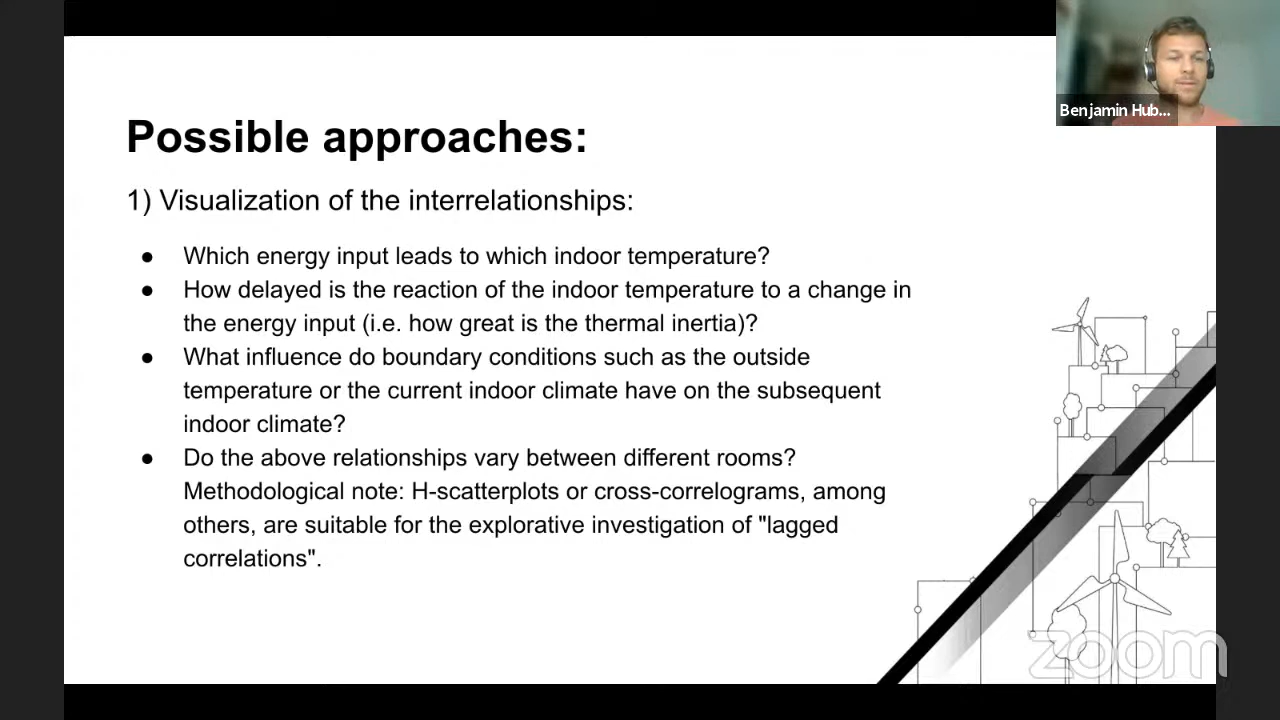 Possible approaches:
1) Visualization of the interrelationships:
● Which energy input leads to which indoor temperature?
● How delayed is the reaction of the indoor temperature to a change in
the energy input (i.e. how great is the thermal inertia)?
● What influence do boundary conditions such as the outside
temperature or the current indoor climate have on the subsequent
indoor climate?
● Do the above relationships vary between different rooms?
Methodological note: H-scatterplots or cross-correlograms, among
others, are suitable for the explorative investigation of "lagged
correlations".
Benjamin Hub...
zoom